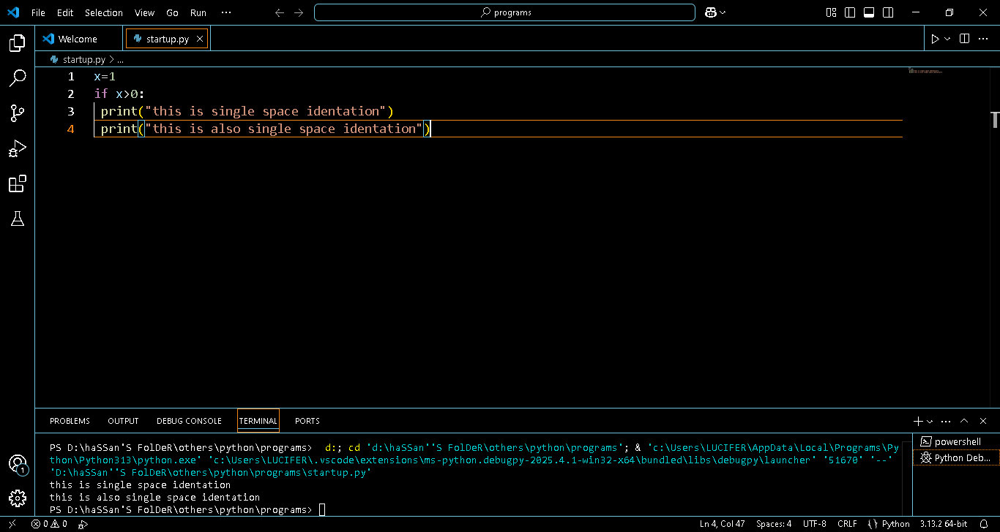 File Edit Selection View Go Run ···
programs
Welcome
startup.py
startup.py > ...
1 x=1
2 if x>0:
3  print("this is single space identation")
4  print("this is also single space identation")
PROBLEMS OUTPUT DEBUG CONSOLE TERMINAL PORTS
PS D:\haSSan'S FolDeR\others\python\programs>  d:; cd 'd:\haSSan''S FolDeR\others\python\programs'; & 'c:\Users\LUCIFER\AppData\Local\Programs\Py
thon\Python313\python.exe' 'c:\Users\LUCIFER\.vscode\extensions\ms-python.debugpy-2025.4.1-win32-x64\bundled\libs\debugpy\launcher' '51670' '--'
'D:\haSSan''S FolDeR\others\python\programs\startup.py'
this is single space identation
this is also single space identation
PS D:\haSSan'S FolDeR\others\python\programs>
powershell
Python Deb...
1
0 0
Ln 4, Col 47 Spaces: 4 UTF-8 CRLF {} Python 3.13.2 64-bit